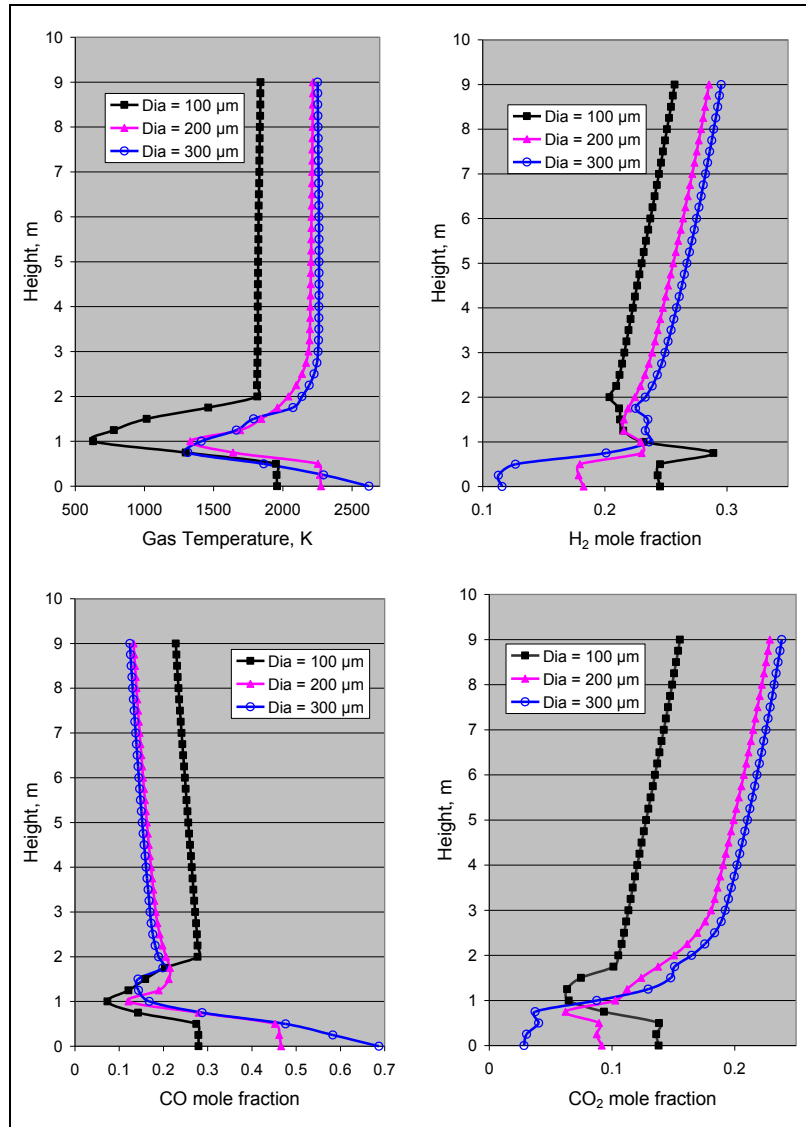 10
9
8
7
6
5
4
3
2
1
0
Height, m
Dia = 100 µm
Dia = 200 µm
Dia = 300 µm
500 1000 1500 2000 2500
Gas Temperature, K
10
9
8
7
6
5
4
3
2
1
0
Height, m
Dia = 100 µm
Dia = 200 µm
Dia = 300 µm
0.1 0.2 0.3
H₂ mole fraction
10
9
8
7
6
5
4
3
2
1
0
Height, m
Dia = 100 µm
Dia = 200 µm
Dia = 300 µm
0 0.1 0.2 0.3 0.4 0.5 0.6 0.7
CO mole fraction
10
9
8
7
6
5
4
3
2
1
0
Height, m
Dia = 100 µm
Dia = 200 µm
Dia = 300 µm
0 0.1 0.2
CO₂ mole fraction